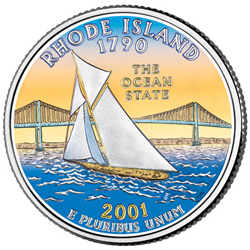 RHODE ISLAND
1790
THE
OCEAN
STATE
2001
E PLURIBUS UNUM